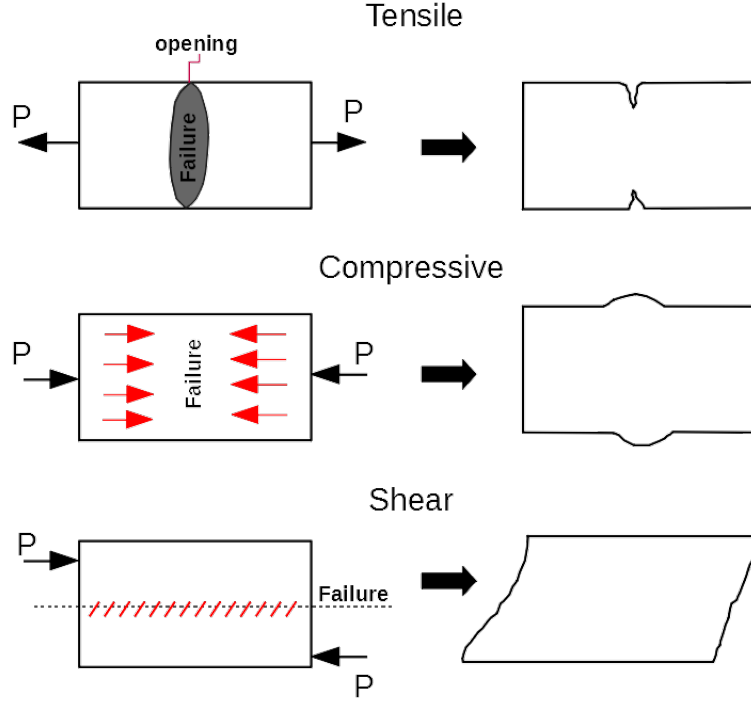 Tensile
opening
P
P
Failure
Compressive
P
P
Failure
Shear
P
Failure
P